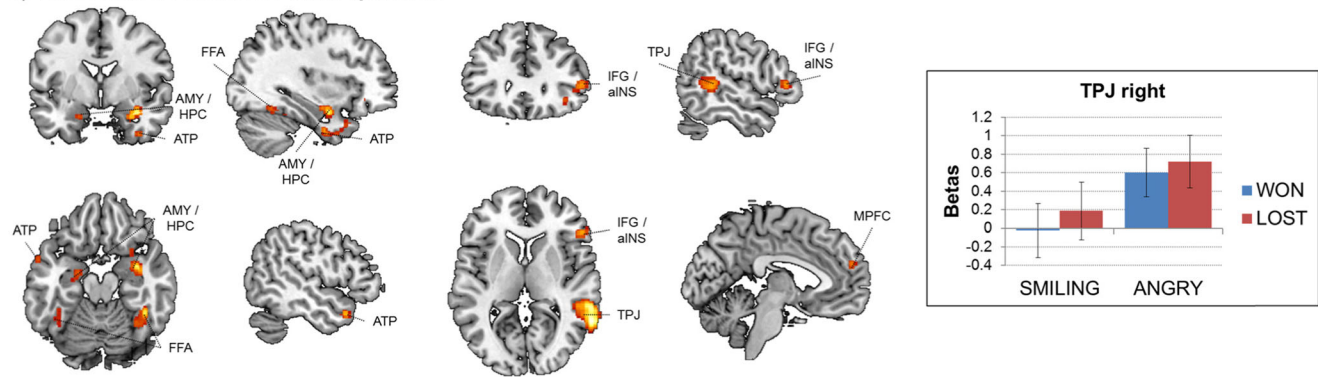 FFA
AMY /
HPC
ATP
AMY /
HPC
ATP
IFG /
aINS
TPJ
IFG /
aINS
ATP
AMY /
HPC
FFA
ATP
IFG /
aINS
TPJ
MPFC
TPJ right
Betas
1.2
1
0.8
0.6
0.4
0.2
0
-0.2
-0.4
SMILING ANGRY
WON
LOST